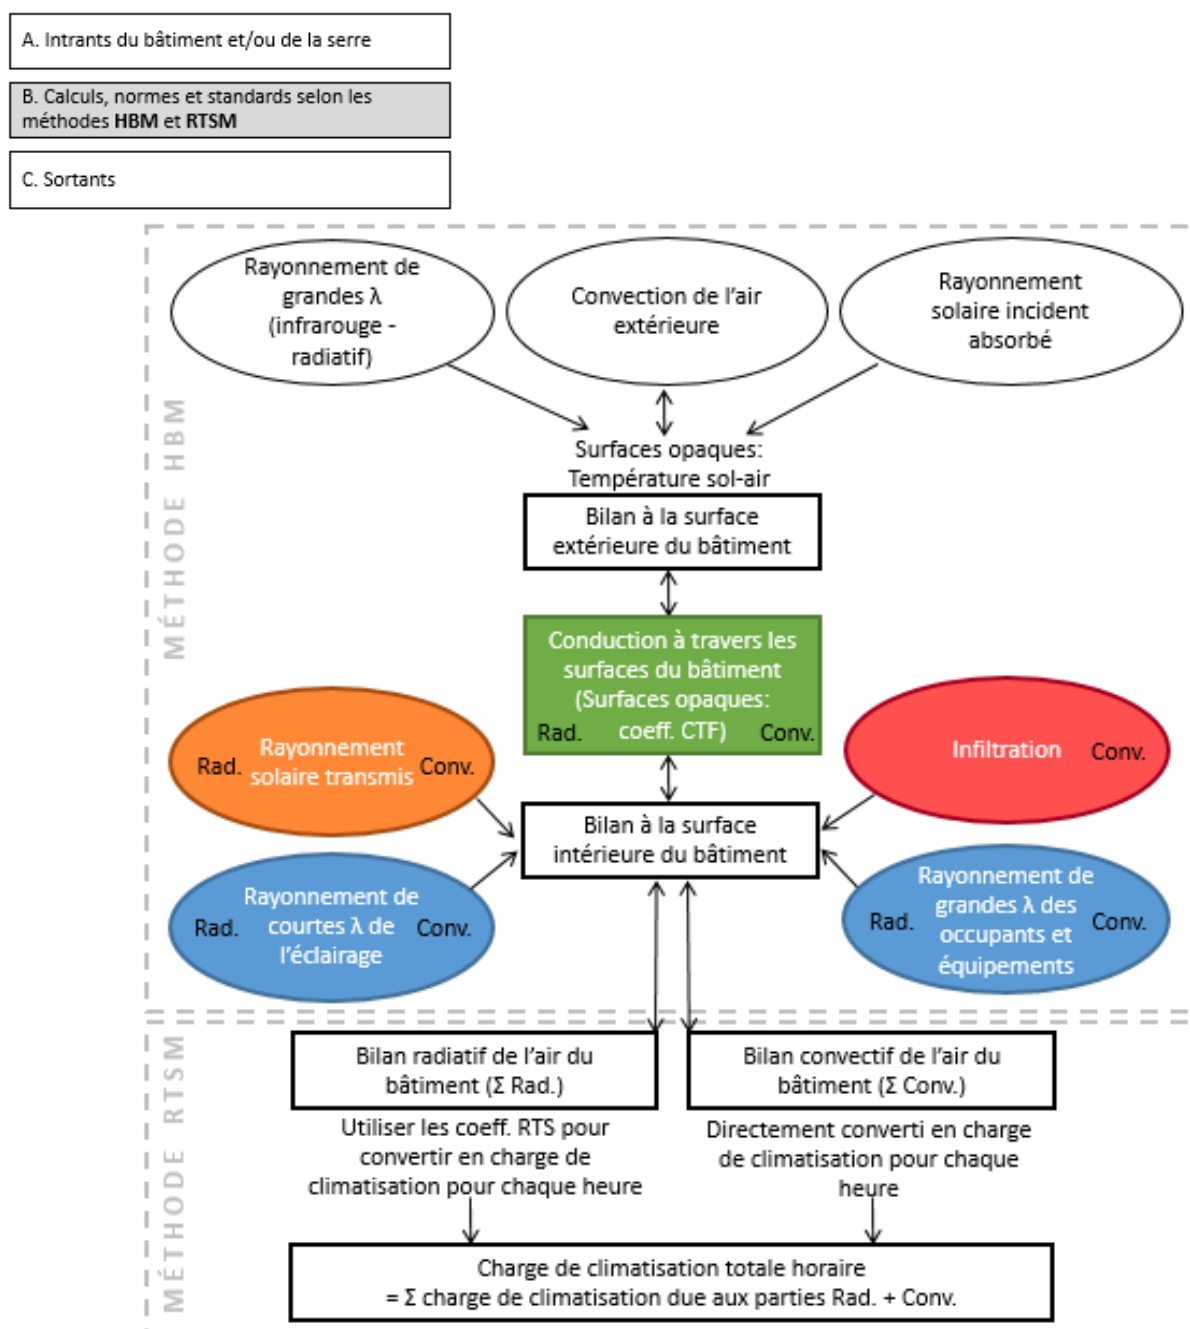 A. Intrants du bâtiment et/ou de la serre
B. Calculs, normes et standards selon les
méthodes HBM et RTSM
C. Sortants
MÉTHODE HBM
Rayonnement de
grandes λ
(infrarouge -
radiatif)
Convection de l'air
extérieure
Rayonnement
solaire incident
absorbé
Surfaces opaques:
Température sol-air
Bilan à la surface
extérieure du bâtiment
Conduction à travers les
surfaces du bâtiment
(Surfaces opaques:
Rad. coeff. CTF) Conv.
Rayonnement
Rad. solaire transmis Conv.
Infiltration Conv.
Bilan à la surface
intérieure du bâtiment
Rayonnement de
Rad. courtes λ de Conv.
l'éclairage
Rayonnement de
grandes λ des
Rad. occupants et Conv.
équipements
MÉTHODE RTSM
Bilan radiatif de l'air du
bâtiment (Σ Rad.)
Bilan convectif de l'air du
bâtiment (Σ Conv.)
Utiliser les coeff. RTS pour
convertir en charge de
climatisation pour chaque heure
Directement converti en charge
de climatisation pour chaque
heure
Charge de climatisation totale horaire
= Σ charge de climatisation due aux parties Rad. + Conv.